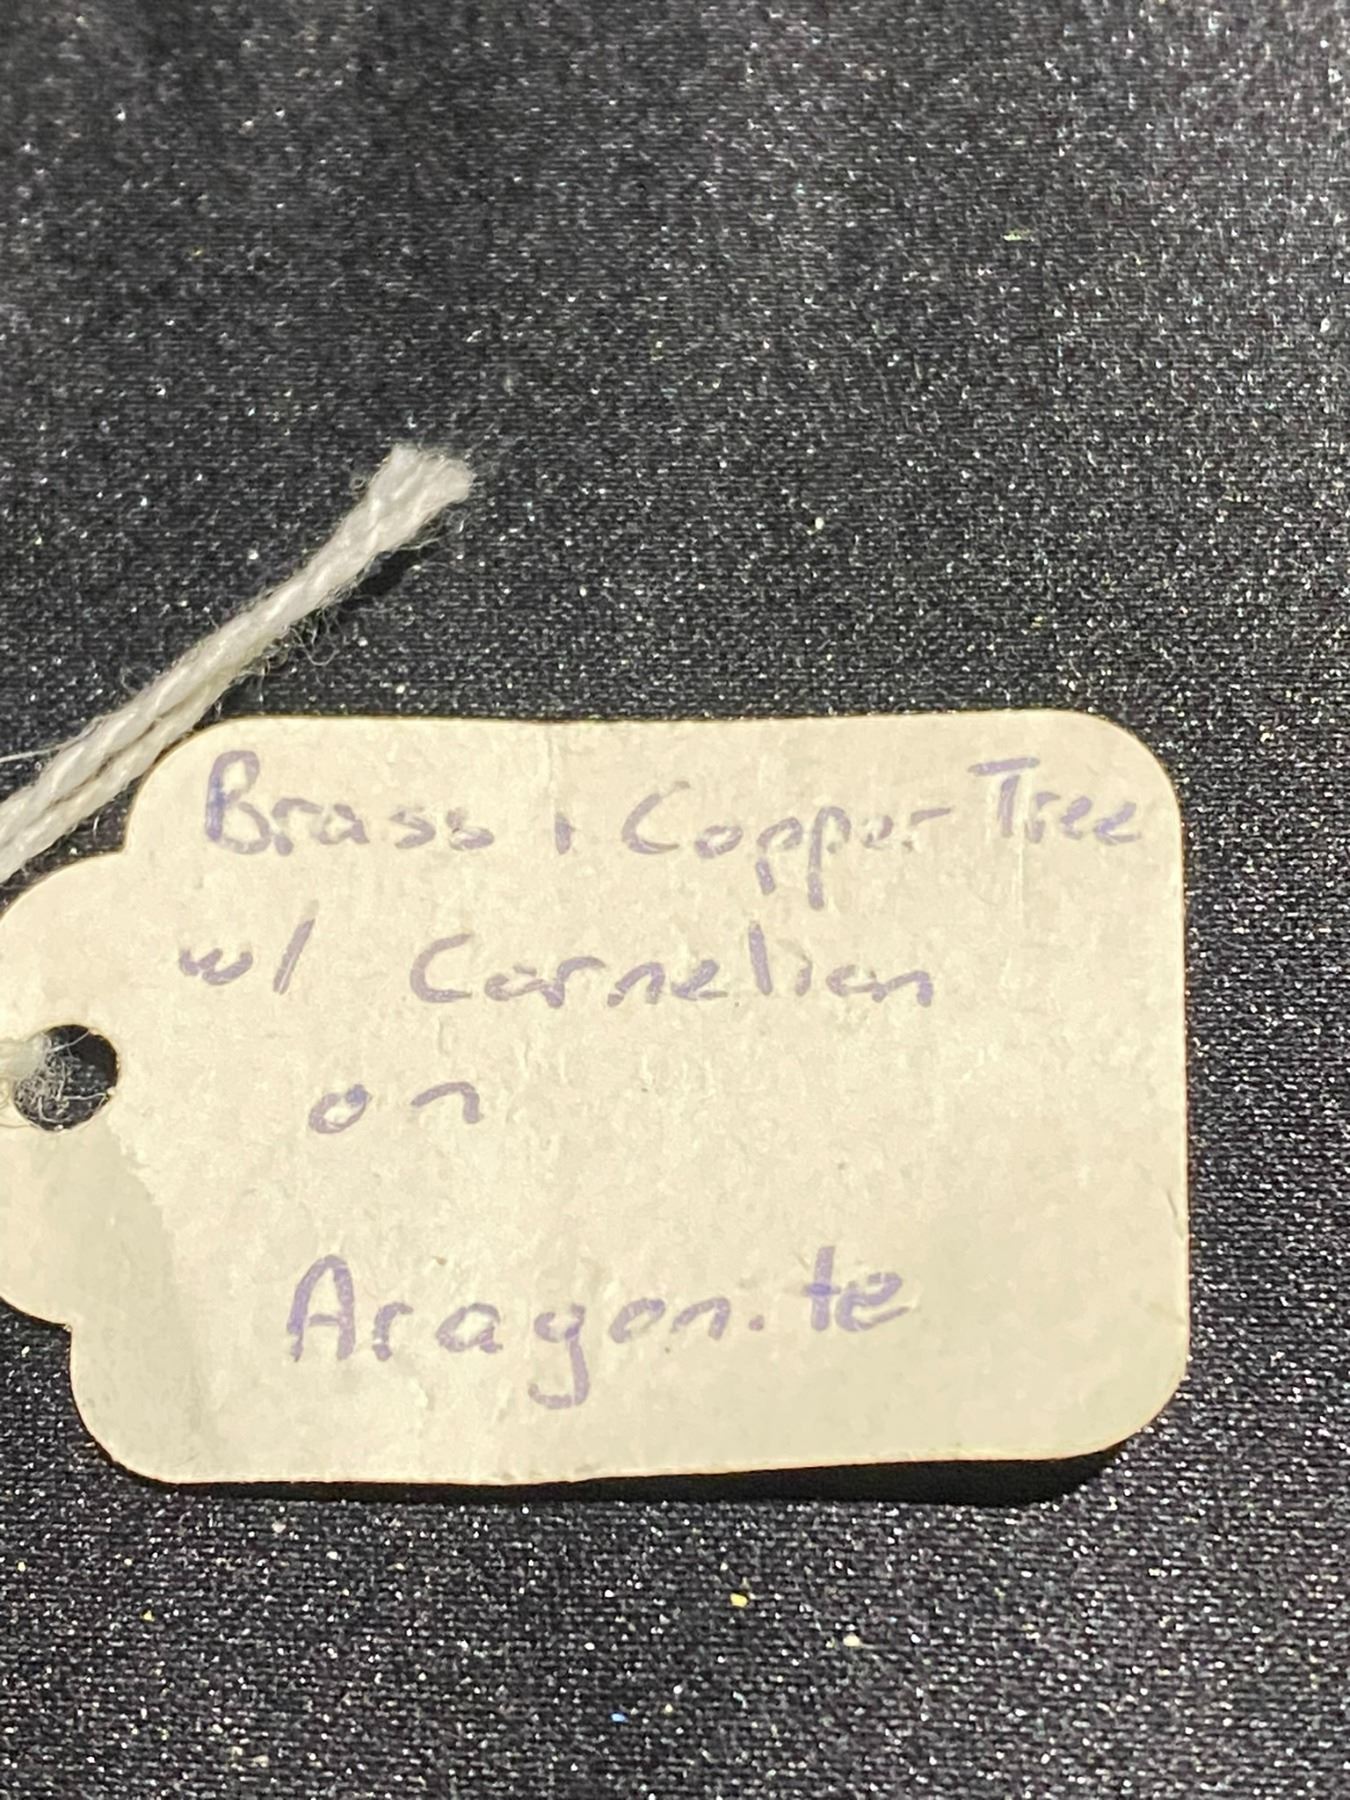 Brass + Copper Tree
w/ Carnelian
on
Aragonite